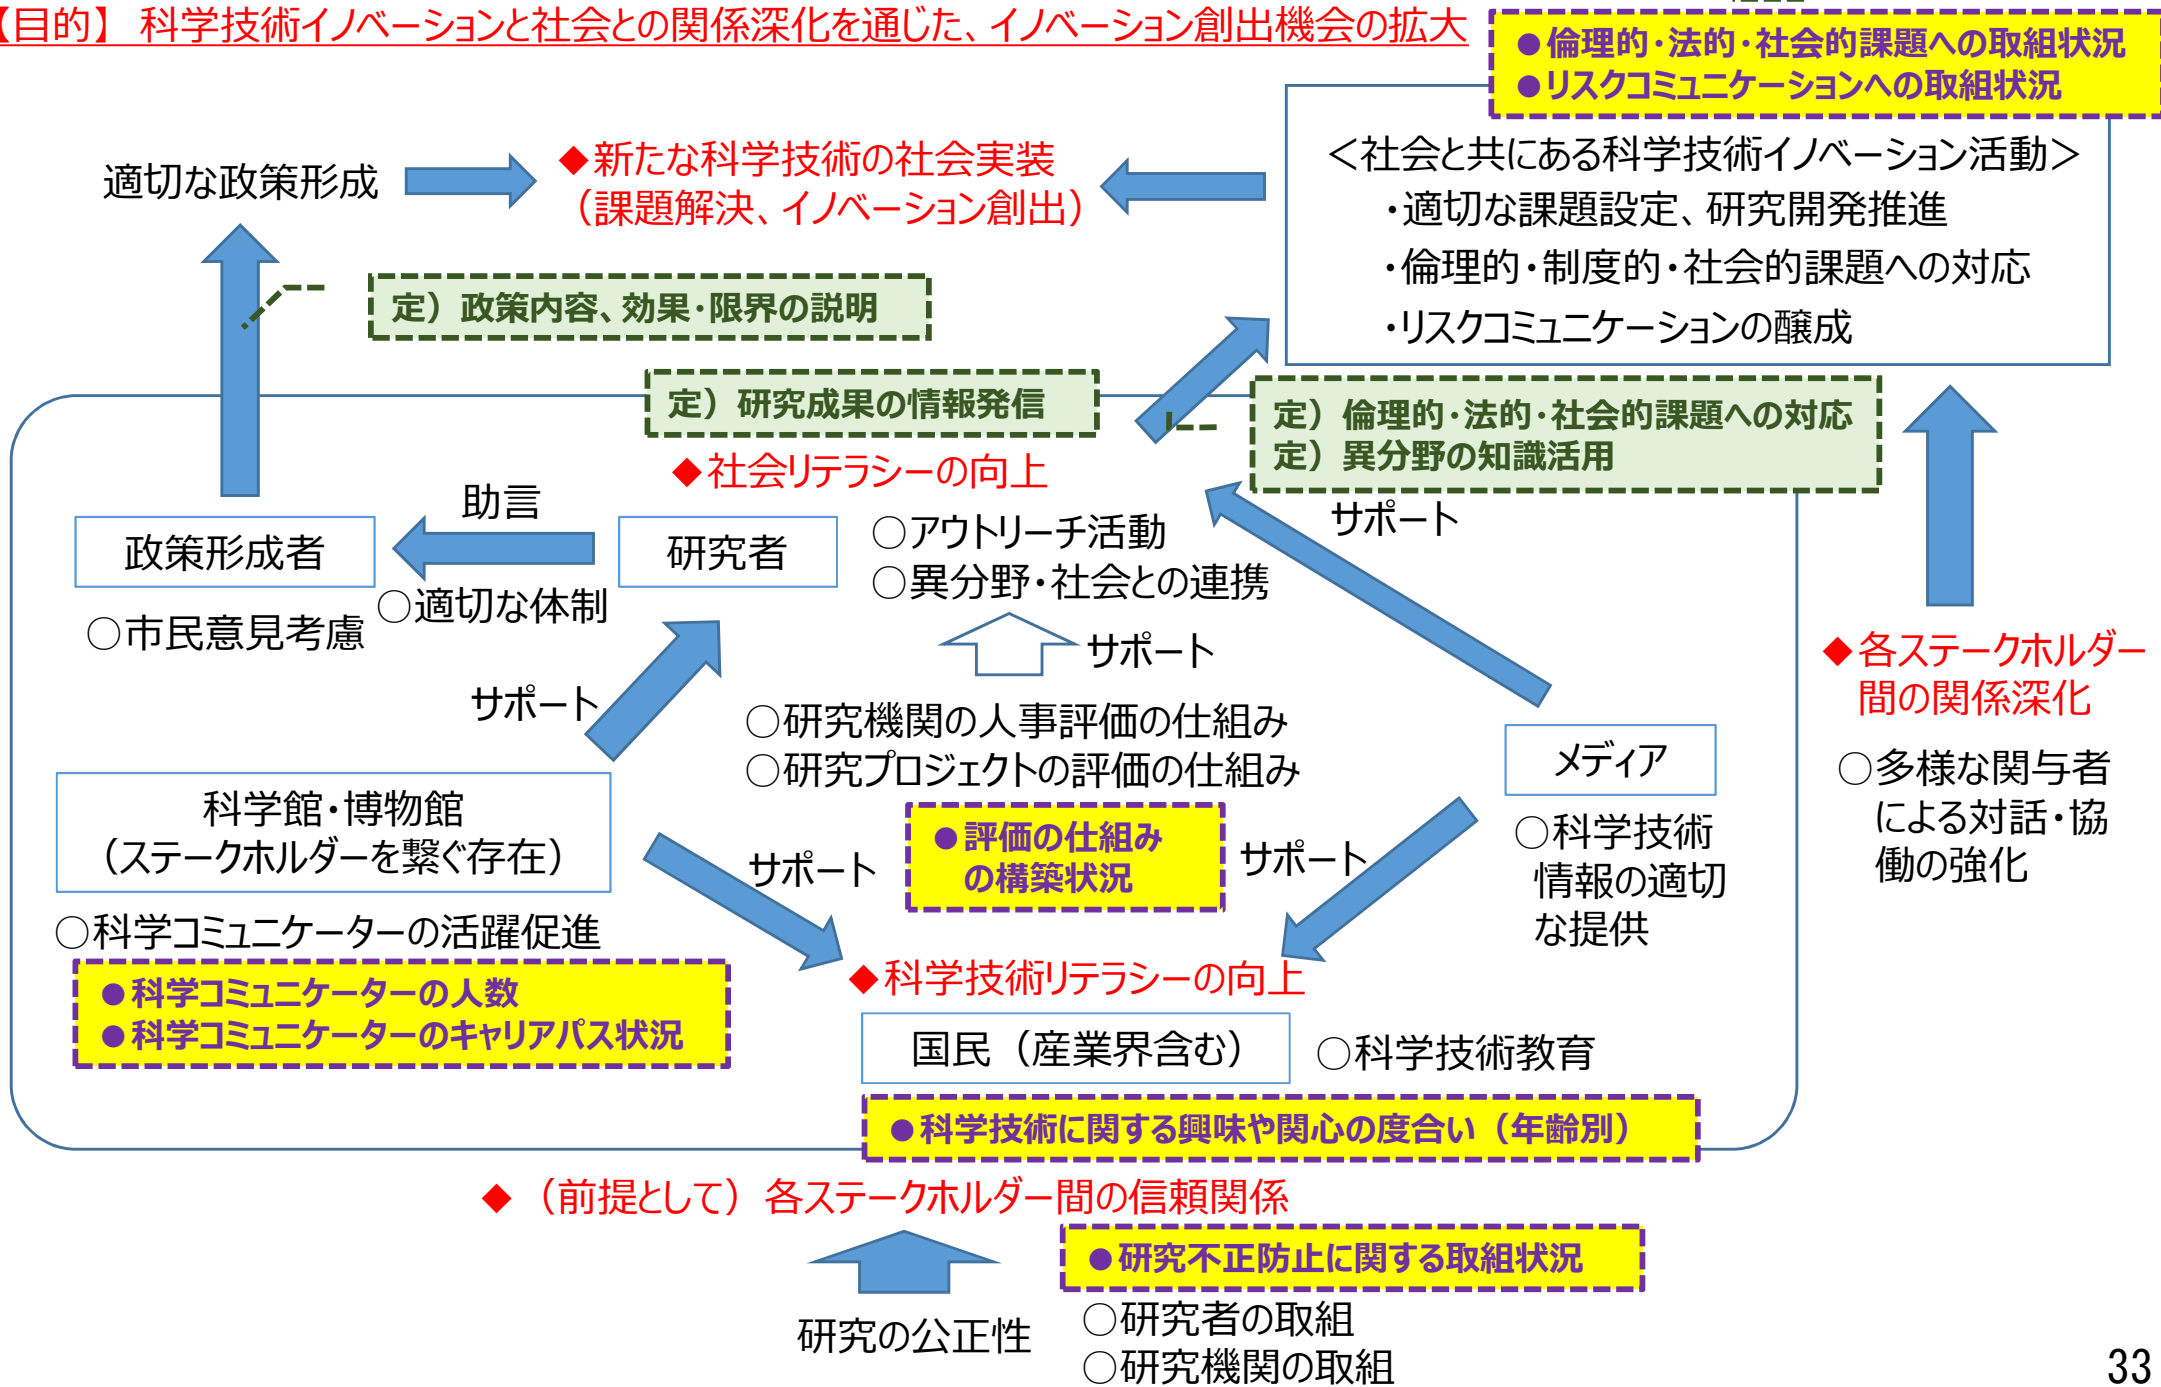 【目的】 科学技術イノベーションと社会との関係深化を通じた、イノベーション創出機会の拡大
●倫理的・法的・社会的課題への取組状況
●リスクコミュニケーションへの取組状況
＜社会と共にある科学技術イノベーション活動＞
・適切な課題設定、研究開発推進
・倫理的・制度的・社会的課題への対応
・リスクコミュニケーションの醸成
適切な政策形成
◆新たな科学技術の社会実装
（課題解決、イノベーション創出）
定）政策内容、効果・限界の説明
定）研究成果の情報発信
定）倫理的・法的・社会的課題への対応
定）異分野の知識活用
◆社会リテラシーの向上
サポート
助言
政策形成者
研究者
○アウトリーチ活動
○異分野・社会との連携
○適切な体制
○市民意見考慮
サポート
サポート
◆各ステークホルダー
間の関係深化
○研究機関の人事評価の仕組み
○研究プロジェクトの評価の仕組み
メディア
○多様な関与者
による対話・協
働の強化
科学館・博物館
（ステークホルダーを繋ぐ存在）
●評価の仕組み
の構築状況
サポート
サポート
○科学技術
情報の適切
な提供
○科学コミュニケーターの活躍促進
●科学コミュニケーターの人数
●科学コミュニケーターのキャリアパス状況
◆科学技術リテラシーの向上
国民（産業界含む）
○科学技術教育
●科学技術に関する興味や関心の度合い（年齢別）
◆（前提として）各ステークホルダー間の信頼関係
●研究不正防止に関する取組状況
研究の公正性
○研究者の取組
○研究機関の取組
33